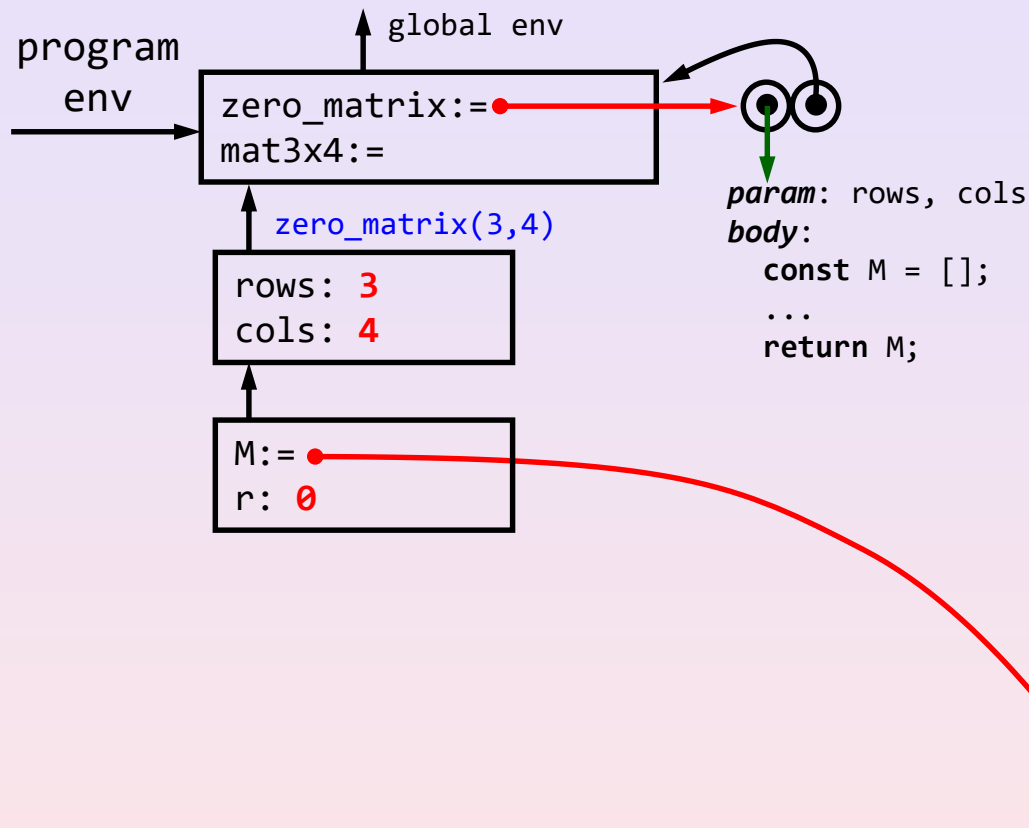 global env
program
env
zero_matrix:=
mat3x4:=
zero_matrix(3,4)
rows: 3
cols: 4
M:=
r: 0
param: rows, cols
body:
const M = [];
...
return M;